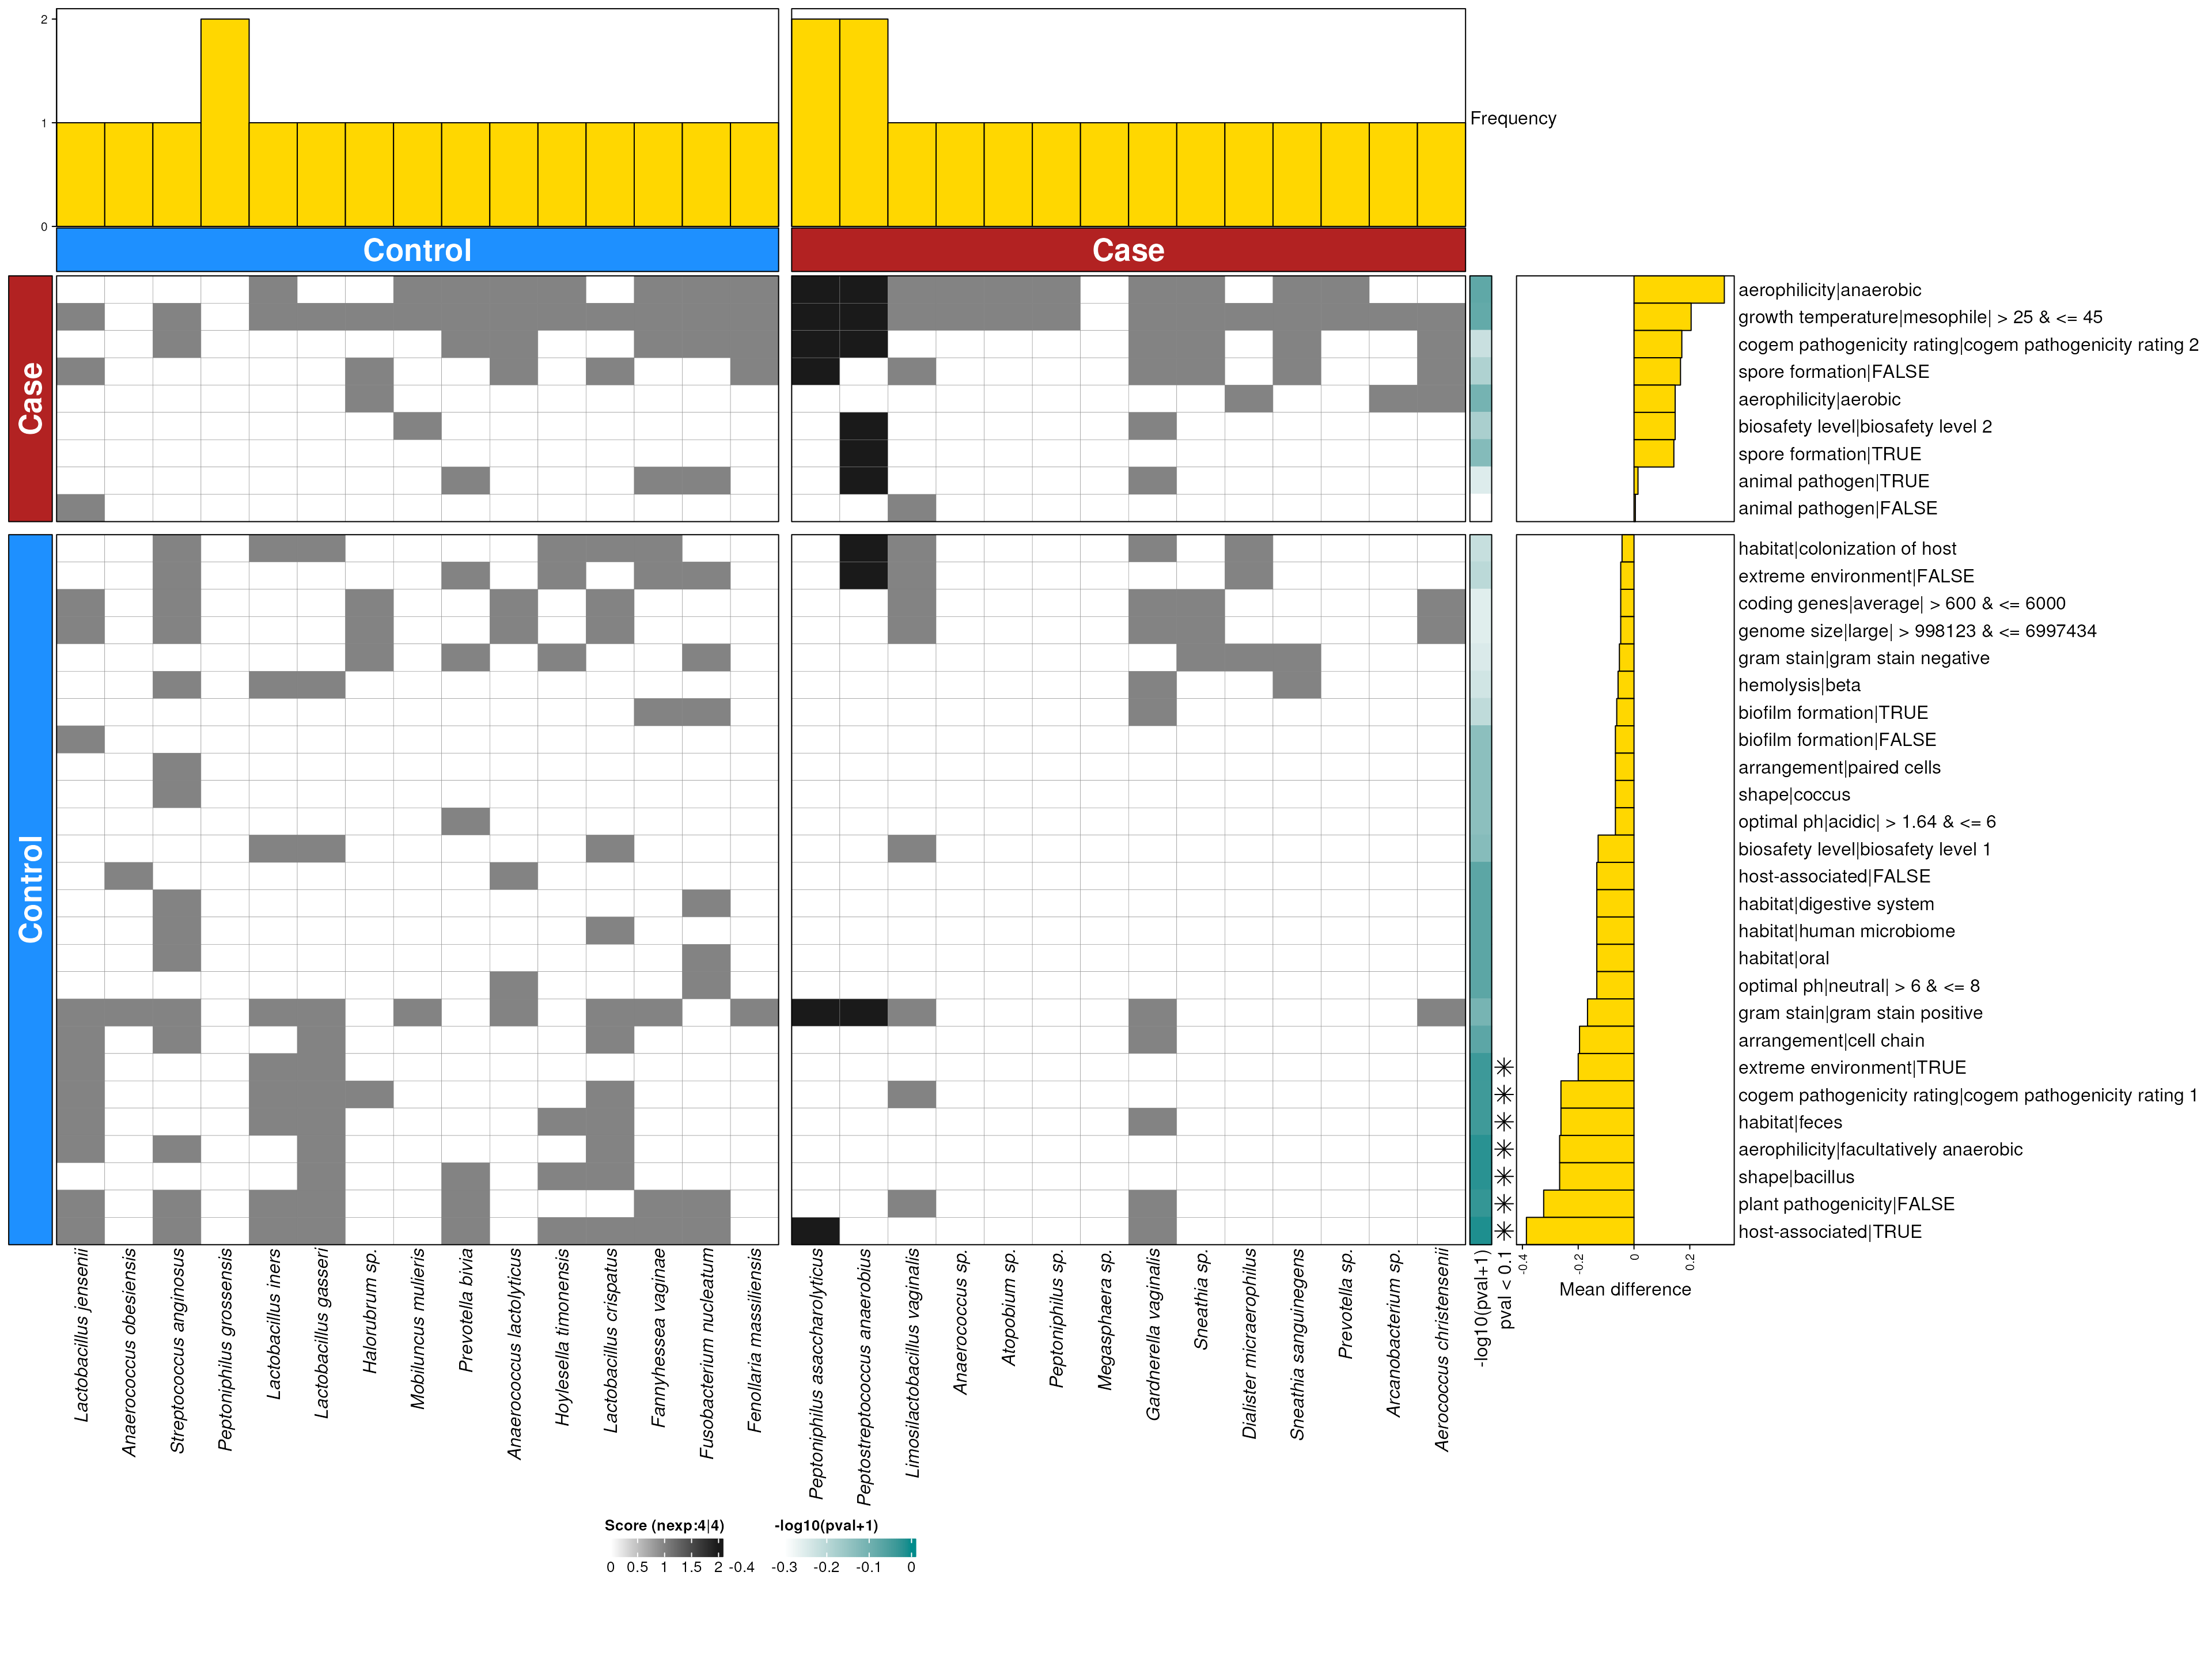 2
1
0
Frequency
Control
Case
Case
aerophilicity|anaerobic
growth temperature|mesophile| > 25 & <= 45
cogem pathogenicity rating|cogem pathogenicity rating 2
spore formation|FALSE
aerophilicity|aerobic
biosafety level|biosafety level 2
spore formation|TRUE
animal pathogen|TRUE
animal pathogen|FALSE
Control
habitat|colonization of host
extreme environment|FALSE
coding genes|average| > 600 & <= 6000
genome size|large| > 998123 & <= 6997434
gram stain|gram stain negative
hemolysis|beta
biofilm formation|TRUE
biofilm formation|FALSE
arrangement|paired cells
shape|coccus
optimal ph|acidic| > 1.64 & <= 6
biosafety level|biosafety level 1
host-associated|FALSE
habitat|digestive system
habitat|human microbiome
habitat|oral
optimal ph|neutral| > 6 & <= 8
gram stain|gram stain positive
arrangement|cell chain
extreme environment|TRUE
cogem pathogenicity rating|cogem pathogenicity rating 1
habitat|feces
aerophilicity|facultatively anaerobic
shape|bacillus
plant pathogenicity|FALSE
host-associated|TRUE
Lactobacillus jensenii
Anaerococcus obesiensis
Streptococcus anginosus
Peptoniphilus grossensis
Lactobacillus iners
Lactobacillus gasseri
Halorubrum sp.
Mobiluncus mulieris
Prevotella bivia
Anaerococcus lactolyticus
Hoylesella timonensis
Lactobacillus crispatus
Fannyhessea vaginae
Fusobacterium nucleatum
Fenollaria massiliensis
Peptoniphilus asaccharolyticus
Peptostreptococcus anaerobius
Limosilactobacillus vaginalis
Anaerococcus sp.
Atopobium sp.
Peptoniphilus sp.
Megasphaera sp.
Gardnerella vaginalis
Sneathia sp.
Dialister micraerophilus
Sneathia sanguinegens
Prevotella sp.
Arcanobacterium sp.
Aerococcus christensenii
-log10(pval+1)
pval < 0.1
-0.4
-0.2
0
0.2
Mean difference
Score (nexp:4|4)
0 0.5 1 1.5 2
-log10(pval+1)
-0.4 -0.3 -0.2 -0.1 0